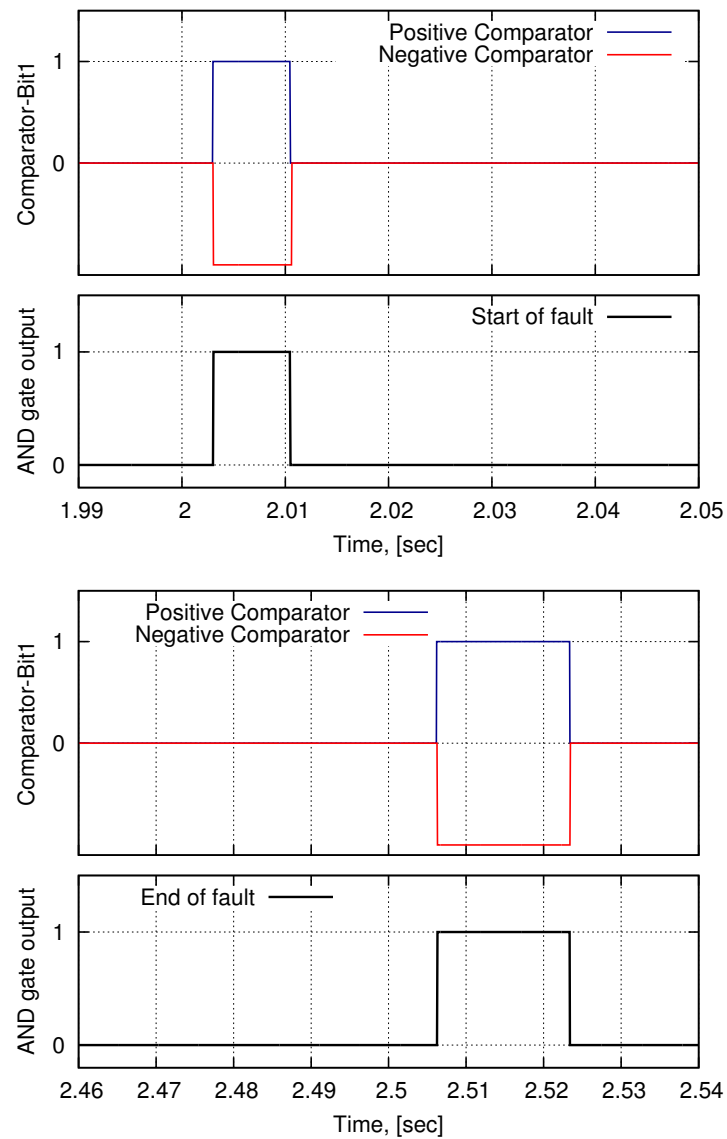 Positive Comparator
Negative Comparator
Comparator-Bit1
1
0
Start of fault
AND gate output
1
0
1.99 2 2.01 2.02 2.03 2.04 2.05
Time, [sec]
Positive Comparator
Negative Comparator
Comparator-Bit1
1
0
End of fault
AND gate output
1
0
2.46 2.47 2.48 2.49 2.5 2.51 2.52 2.53 2.54
Time, [sec]